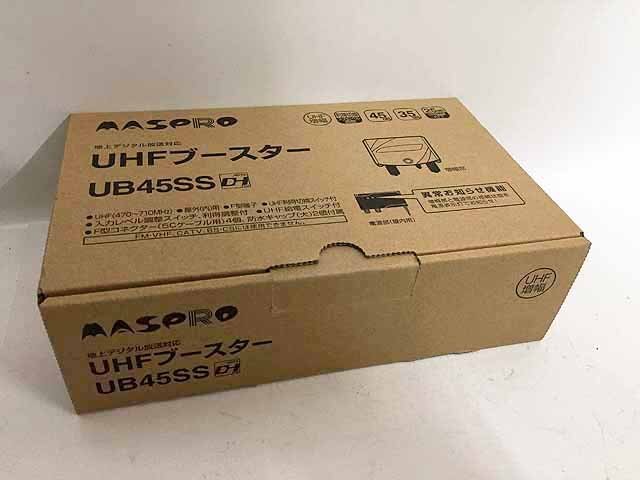 MASPRO
地上デジタル放送対応
UHFブースター
UB45SS
UHF
増幅
45
35
増幅部
異常お知らせ機能
電源部(屋内用)
●UHF(470～710MHz) ●屋外(内)用 ●F型端子 ●UHF利得切換スイッチ付
●入力レベル調整スイッチ、利得調整付 ●UHF給電スイッチ付
●F型コネクター(5Cケーブル用)4個、防水キャップ(大)2個付属
FM・VHF、CATV、BS・CSには使用できません。
MASPRO
地上デジタル放送対応
UHFブースター
UB45SS
UHF
増幅